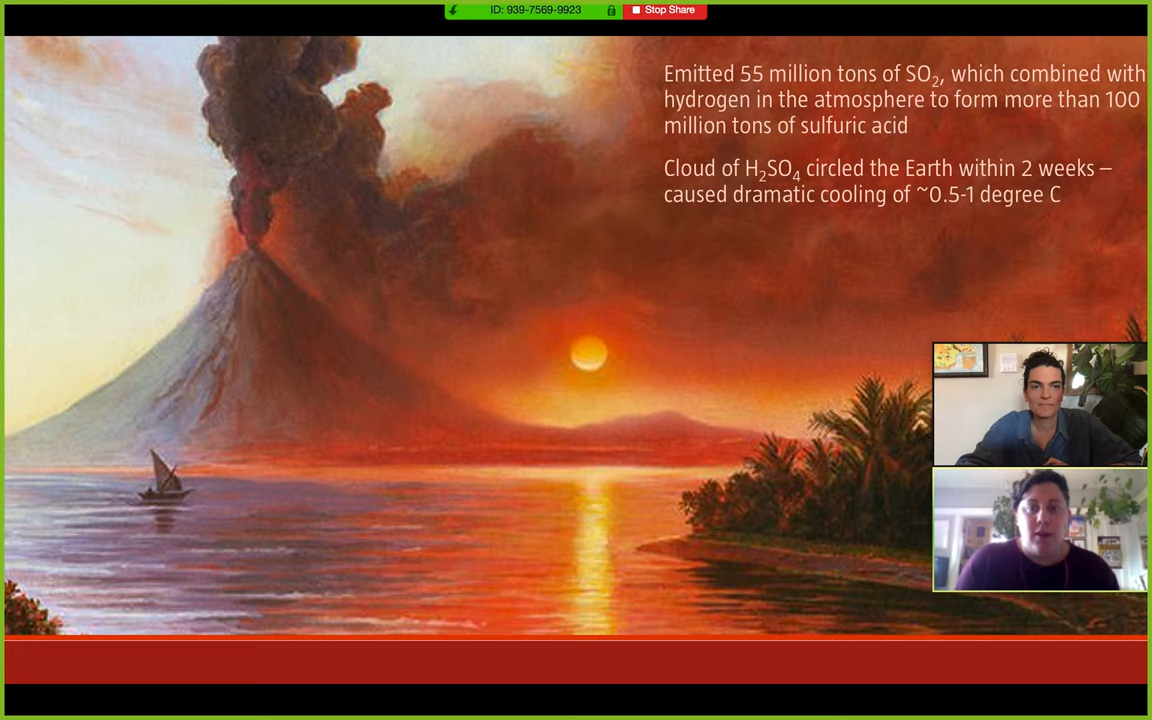 ID: 939-7569-9923
Stop Share
Emitted 55 million tons of SO₂, which combined with
hydrogen in the atmosphere to form more than 100
million tons of sulfuric acid
Cloud of H₂SO₄ circled the Earth within 2 weeks –
caused dramatic cooling of ~0.5-1 degree C